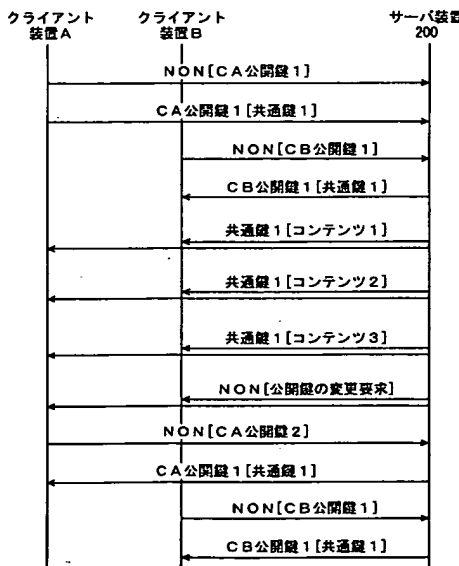 クライアント
装置A
クライアント
装置B
サーバ装置
200
NON[CA公開鍵1]
CA公開鍵1[共通鍵1]
NON[CB公開鍵1]
CB公開鍵1[共通鍵1]
共通鍵1[コンテンツ1]
共通鍵1[コンテンツ2]
共通鍵1[コンテンツ3]
NON[公開鍵の変更要求]
NON[CA公開鍵2]
CA公開鍵1[共通鍵1]
NON[CB公開鍵1]
CB公開鍵1[共通鍵1]